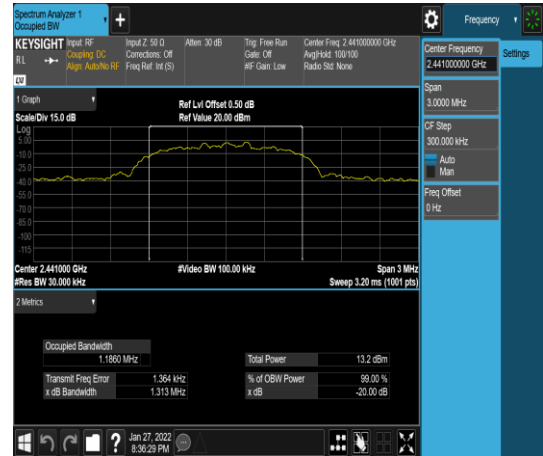 Spectrum Analyzer 1
Occupied BW
+
Frequency
KEYSIGHT
Input: RF
Input Z: 50 Ω
Atten: 30 dB
Trig: Free Run
Center Freq: 2.441000000 GHz
RL
Coupling: DC
Corrections: Off
Gate: Off
Avg|Hold: 100/100
Align: Auto/No RF
Freq Ref: Int (S)
#IF Gain: Low
Radio Std: None
LXI
Center Frequency
2.441000000 GHz
Settings
Span
3.0000 MHz
CF Step
300.000 kHz
Auto
Man
Freq Offset
0 Hz
1 Graph
Ref Lvl Offset 0.50 dB
Scale/Div 15.0 dB
Ref Value 20.00 dBm
Log
5.00
-10.0
-25.0
-40.0
-55.0
-70.0
-85.0
-100
-115
Center 2.441000 GHz
#Video BW 100.00 kHz
Span 3 MHz
#Res BW 30.000 kHz
Sweep 3.20 ms (1001 pts)
2 Metrics
Occupied Bandwidth
1.1860 MHz
Total Power
13.2 dBm
Transmit Freq Error
1.364 kHz
% of OBW Power
99.00 %
x dB Bandwidth
1.313 MHz
x dB
-20.00 dB
?
Jan 27, 2022
8:36:29 PM